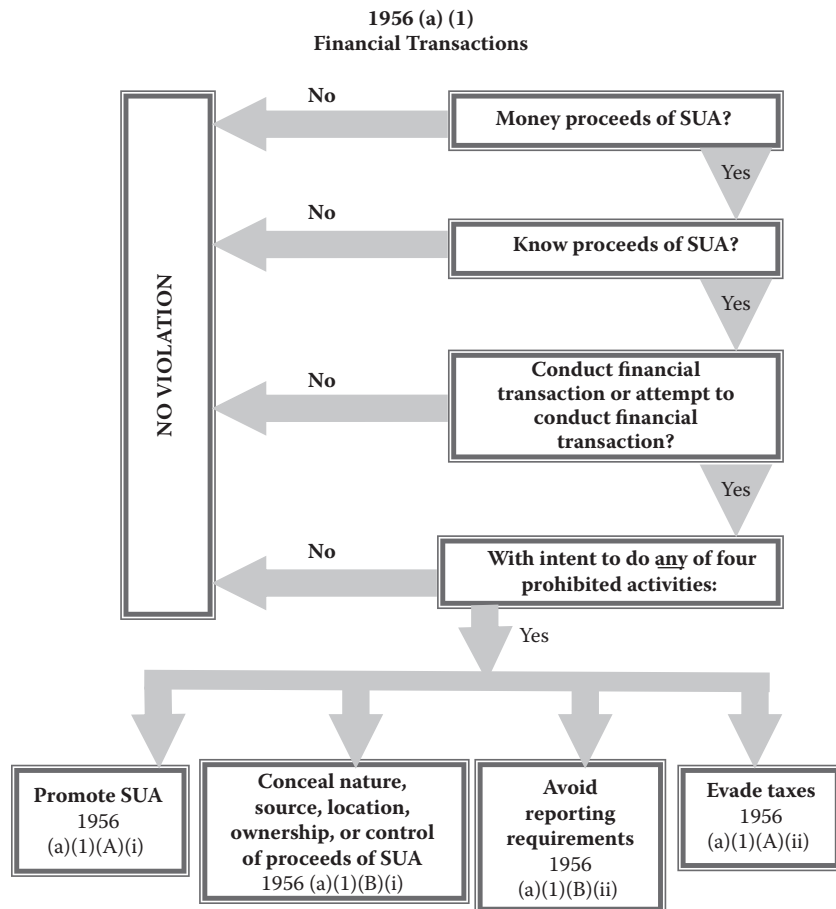 1956 (a) (1)
Financial Transactions
No
Money proceeds of SUA?
Yes
No
Know proceeds of SUA?
Yes
NO VIOLATION
No
Conduct financial
transaction or attempt to
conduct financial
transaction?
Yes
No
With intent to do any of four
prohibited activities:
Yes
Promote SUA
1956
(a)(1)(A)(i)
Conceal nature,
source, location,
ownership, or control
of proceeds of SUA
1956 (a)(1)(B)(i)
Avoid
reporting
requirements
1956
(a)(1)(B)(ii)
Evade taxes
1956
(a)(1)(A)(ii)